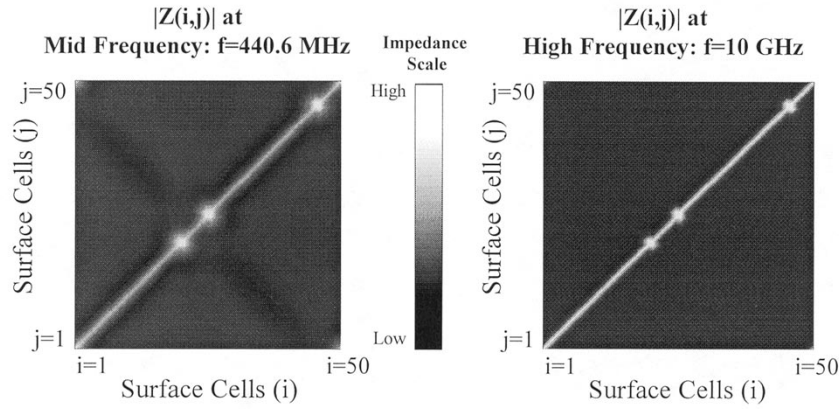 |Z(i,j)| at
Mid Frequency: f=440.6 MHz
j=50
Surface Cells (j)
j=1
i=1
i=50
Surface Cells (i)
Impedance
Scale
High
Low
|Z(i,j)| at
High Frequency: f=10 GHz
j=50
Surface Cells (j)
j=1
i=1
i=50
Surface Cells (i)